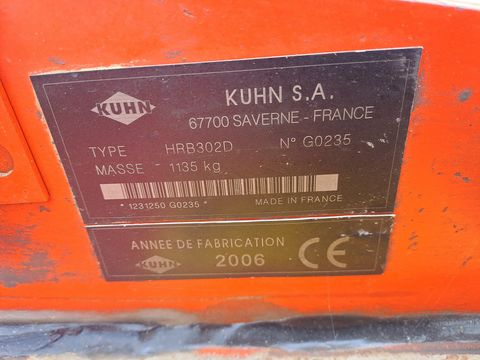 KUHN
KUHN S.A.
67700 SAVERNE - FRANCE
TYPE HRB302D N° G0235
MASSE 1135 kg
* 1231250 G0235 *
MADE IN FRANCE
ANNEE DE FABRICATION
KUHN 2006 CE